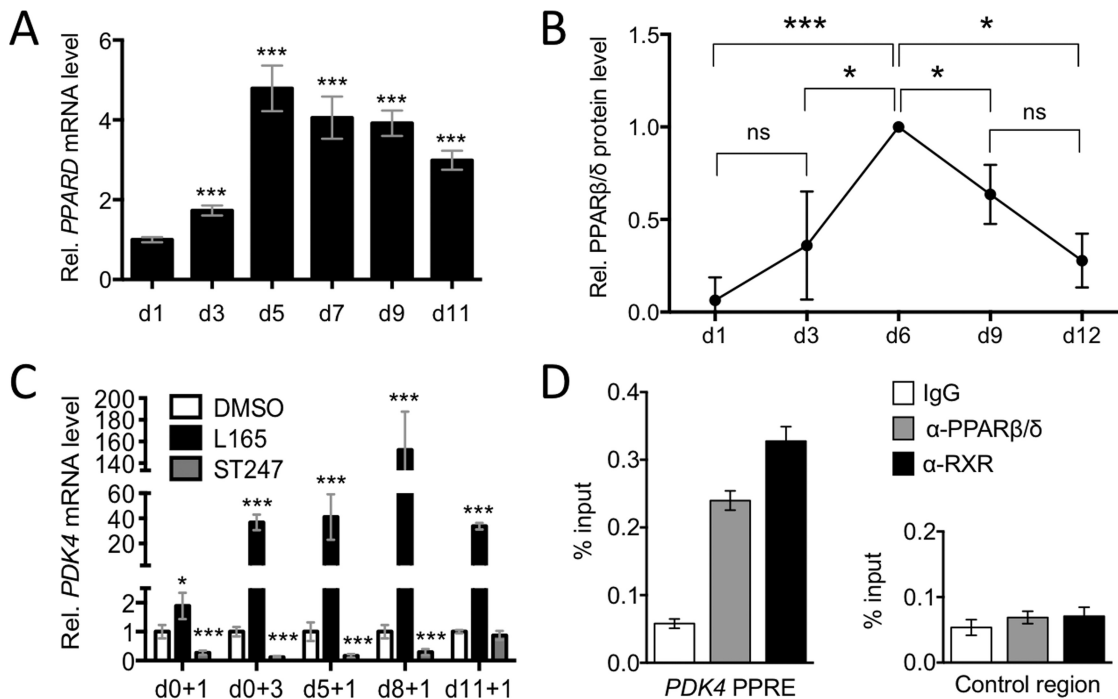 A
Rel. PPARD mRNA level
6
4
2
0
***
***
***
***
***
d1 d3 d5 d7 d9 d11
B
Rel. PPARβ/δ protein level
1.5
1.0
0.5
0.0
*** *
* *
ns ns
d1 d3 d6 d9 d12
C
DMSO
L165
ST247
Rel. PDK4 mRNA level
200
180
160
140
60
40
20
2
1
0
* *** *** *** ***
*** *** *** ***
d0+1 d0+3 d5+1 d8+1 d11+1
D
IgG
α-PPARβ/δ
α-RXR
% input
0.4
0.3
0.2
0.1
0.0
PDK4 PPRE
% input
0.2
0.1
0.0
Control region